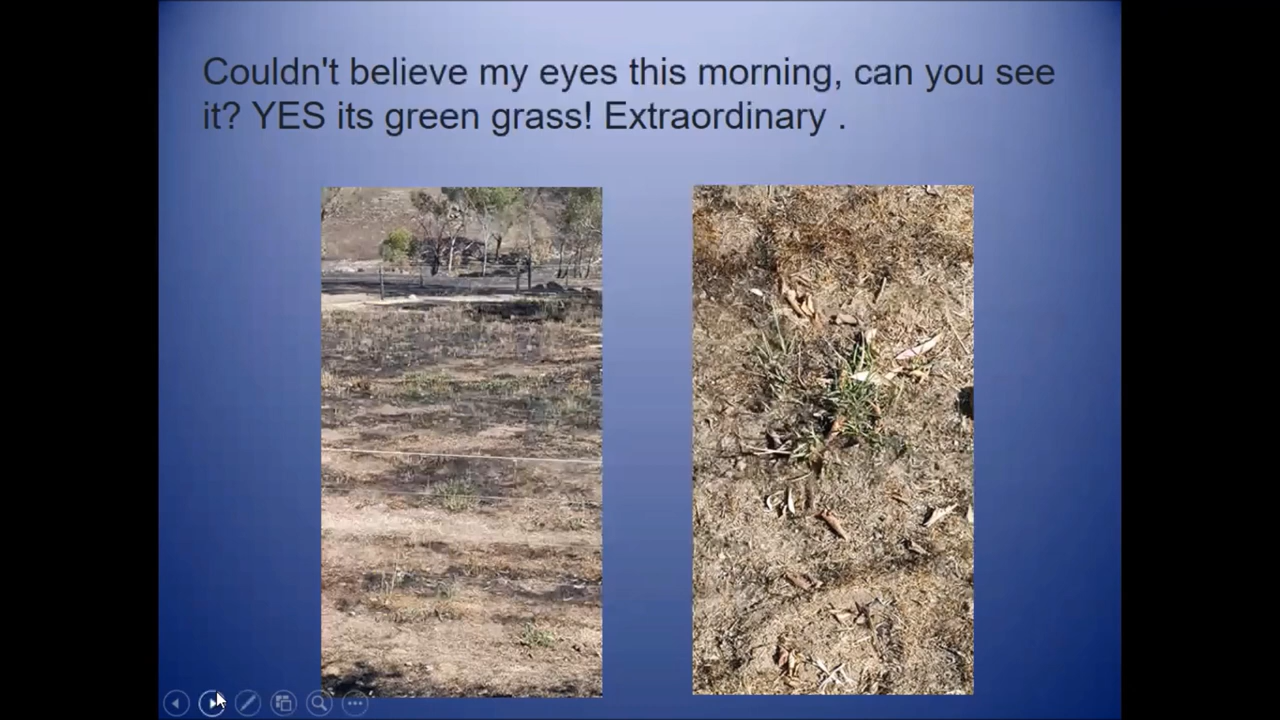 Couldn't believe my eyes this morning, can you see
it? YES its green grass! Extraordinary .